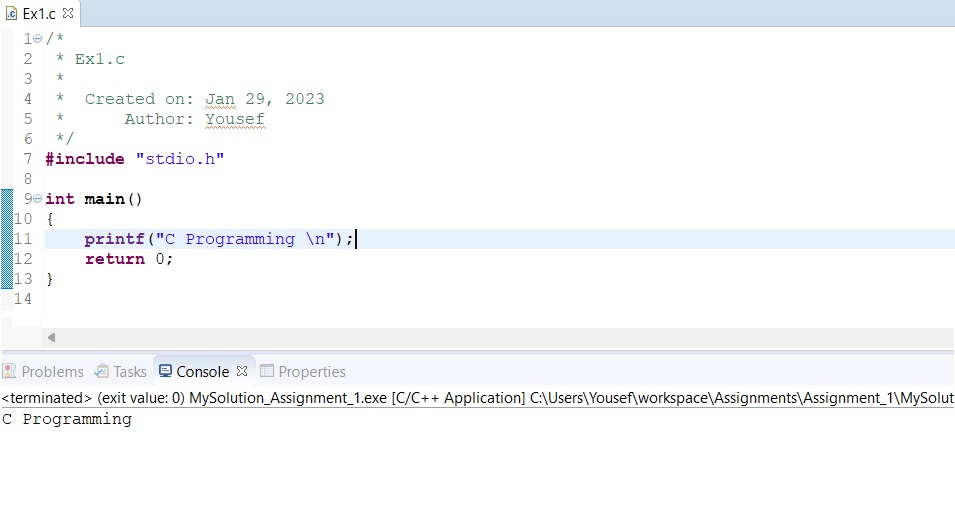 Ex1.c
1 /*
2  * Ex1.c
3  *
4  *  Created on: Jan 29, 2023
5  *      Author: Yousef
6  */
7 #include "stdio.h"
8
9 int main()
10 {
11     printf("C Programming \n");
12     return 0;
13 }
14
Problems Tasks Console Properties
<terminated> (exit value: 0) MySolution_Assignment_1.exe [C/C++ Application] C:\Users\Yousef\workspace\Assignments\Assignment_1\MySolut
C Programming